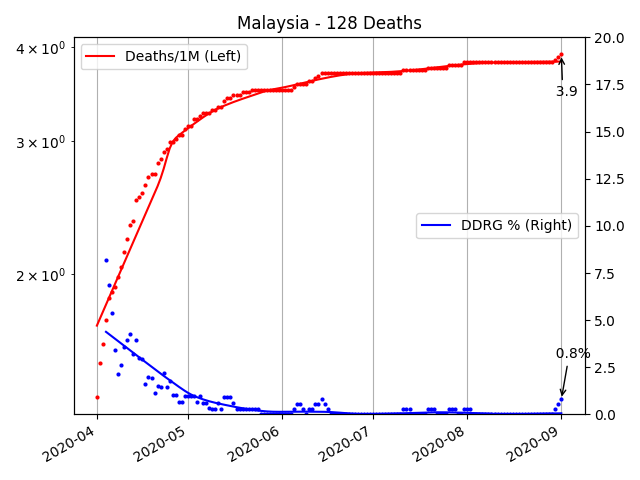 Malaysia - 128 Deaths
4 × 10⁰
3 × 10⁰
2 × 10⁰
Deaths/1M (Left)
DDRG % (Right)
3.9
0.8%
20.0
17.5
15.0
12.5
10.0
7.5
5.0
2.5
0.0
2020-04
2020-05
2020-06
2020-07
2020-08
2020-09